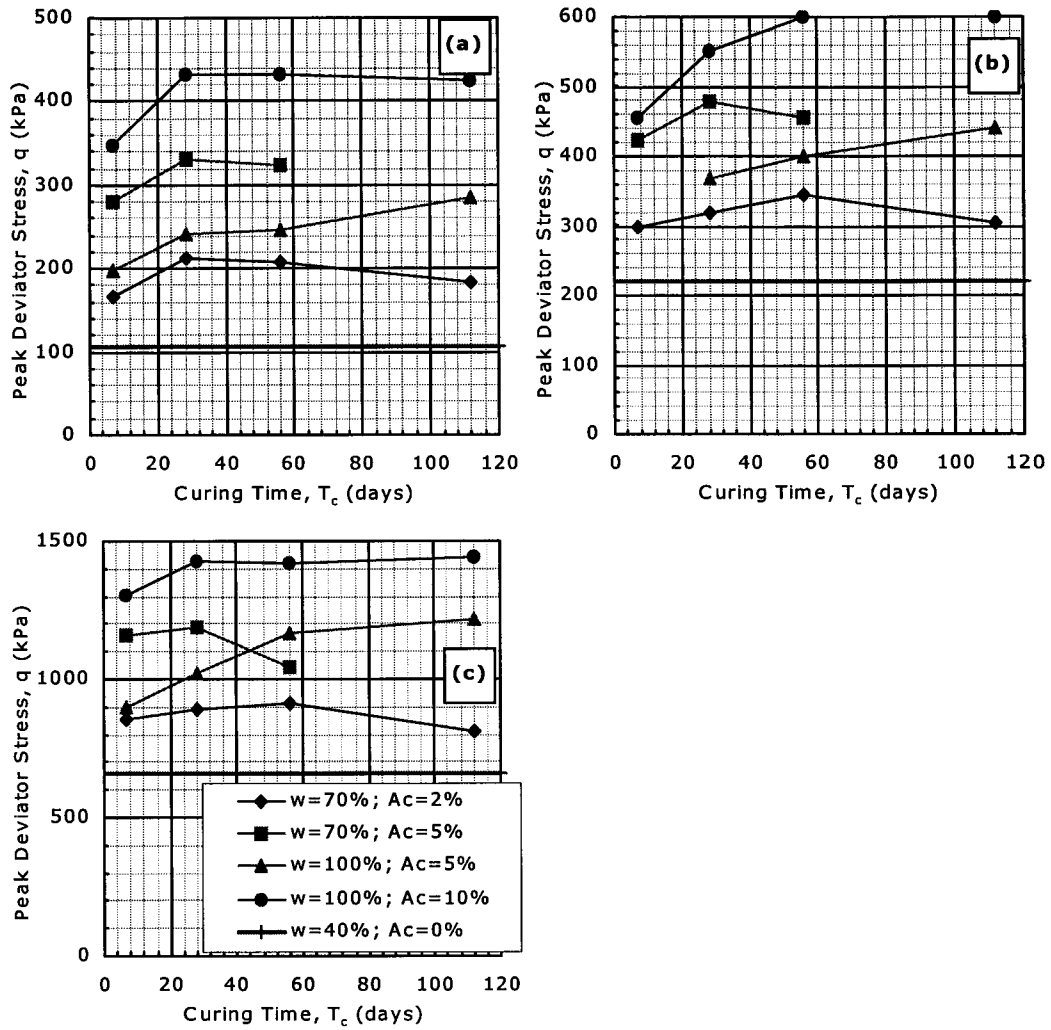 500
400
300
200
100
0
0 20 40 60 80 100 120
Peak Deviator Stress, q (kPa)
Curing Time, Tc (days)
(a)
600
500
400
300
200
100
0
0 20 40 60 80 100 120
Peak Deviator Stress, q (kPa)
Curing Time, Tc (days)
(b)
1500
1000
500
0
0 20 40 60 80 100 120
Peak Deviator Stress, q (kPa)
Curing Time, Tc (days)
(c)
w=70%; Ac=2%
w=70%; Ac=5%
w=100%; Ac=5%
w=100%; Ac=10%
w=40%; Ac=0%